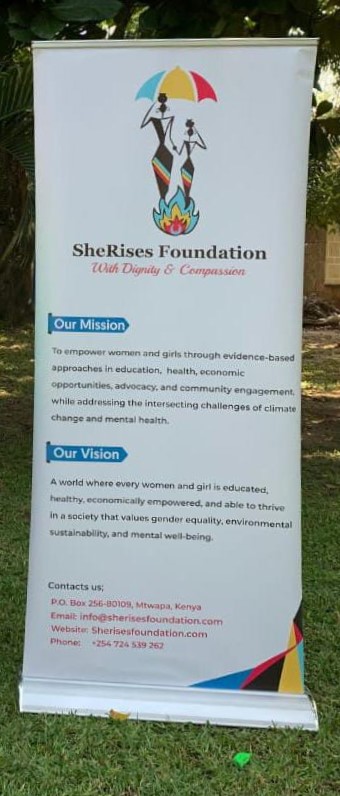 SheRises Foundation
With Dignity & Compassion
Our Mission
To empower women and girls through evidence-based
approaches in education, health, economic
opportunities, advocacy, and community engagement,
while addressing the intersecting challenges of climate
change and mental health.
Our Vision
A world where every women and girl is educated,
healthy, economically empowered, and able to thrive
in a society that values gender equality, environmental
sustainability, and mental well-being.
Contacts us;
P.O. Box 256-80109, Mtwapa, Kenya
Email: info@sherisesfoundation.com
Website: Sherisesfoundation.com
Phone: +254 724 539 262